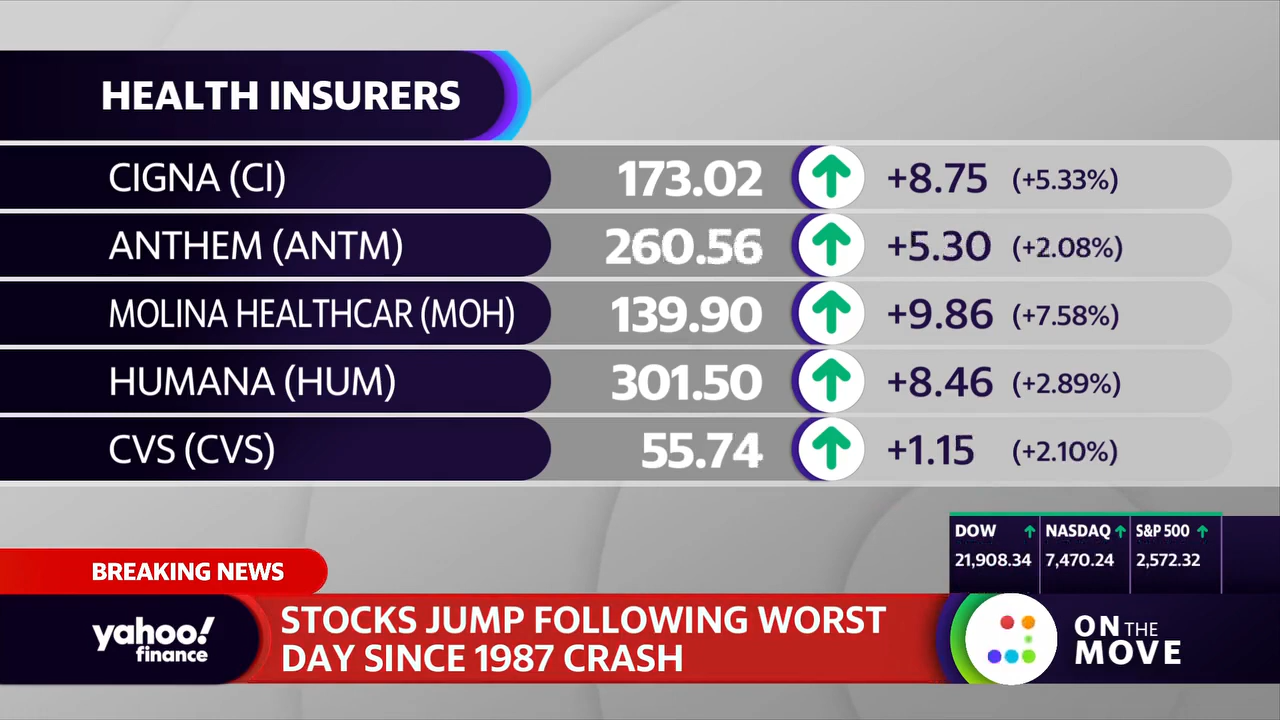 HEALTH INSURERS
CIGNA (CI) 173.02 +8.75 (+5.33%)
ANTHEM (ANTM) 260.56 +5.30 (+2.08%)
MOLINA HEALTHCAR (MOH) 139.90 +9.86 (+7.58%)
HUMANA (HUM) 301.50 +8.46 (+2.89%)
CVS (CVS) 55.74 +1.15 (+2.10%)
DOW NASDAQ S&P 500
21,908.34 7,470.24 2,572.32
BREAKING NEWS
yahoo!
finance
STOCKS JUMP FOLLOWING WORST
DAY SINCE 1987 CRASH
ON THE
MOVE